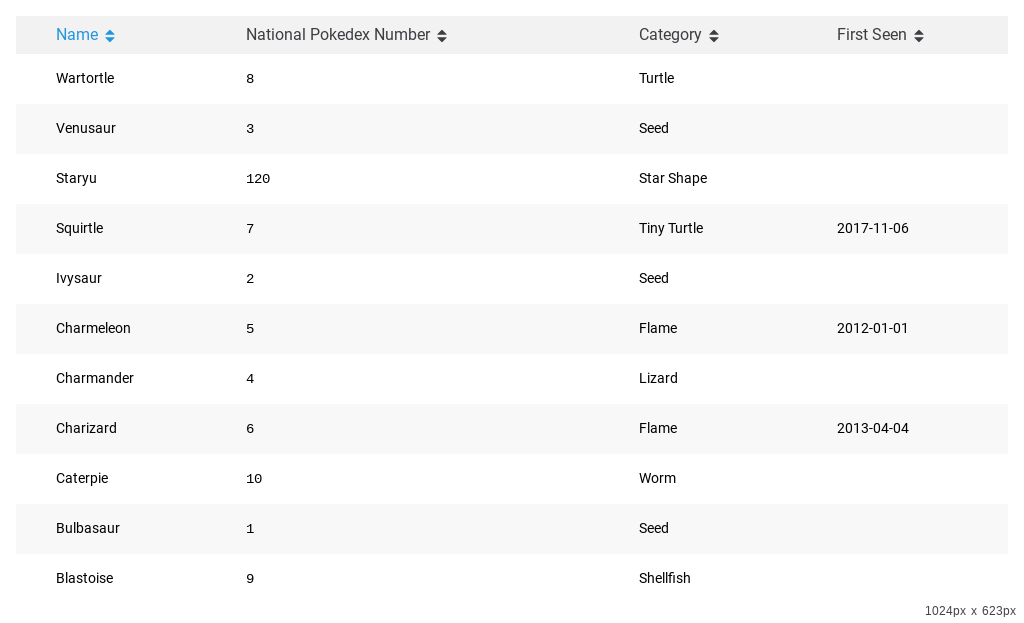 Name National Pokedex Number Category First Seen
Wartortle 8 Turtle
Venusaur 3 Seed
Staryu 120 Star Shape
Squirtle 7 Tiny Turtle 2017-11-06
Ivysaur 2 Seed
Charmeleon 5 Flame 2012-01-01
Charmander 4 Lizard
Charizard 6 Flame 2013-04-04
Caterpie 10 Worm
Bulbasaur 1 Seed
Blastoise 9 Shellfish
1024px x 623px